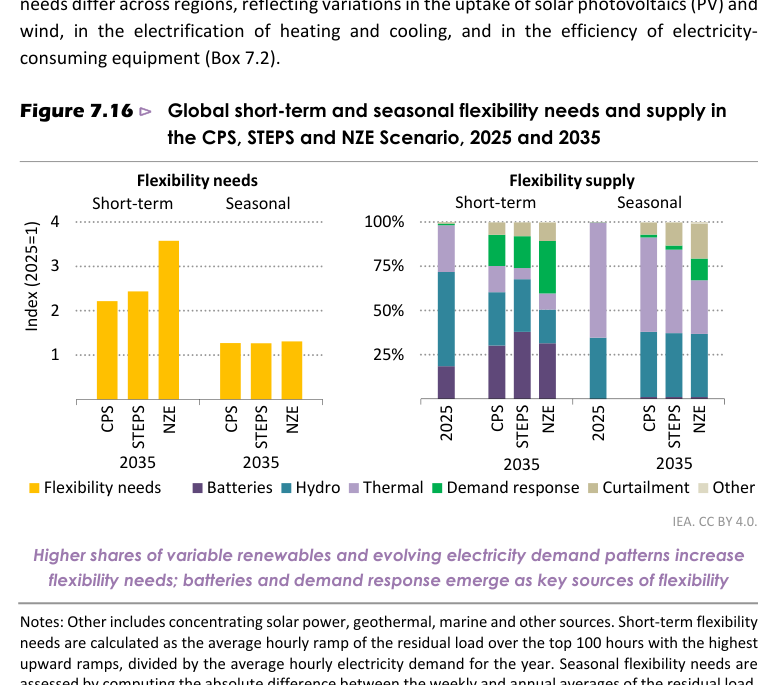 needs differ across regions, reflecting variations in the uptake of solar photovoltaics (PV) and
wind, in the electrification of heating and cooling, and in the efficiency of electricity-
consuming equipment (Box 7.2).
Figure 7.16 ▻ Global short-term and seasonal flexibility needs and supply in
the CPS, STEPS and NZE Scenario, 2025 and 2035
Flexibility needs
Short-term Seasonal
Index (2025=1)
4
3
2
1
CPS STEPS NZE CPS STEPS NZE
2035 2035
Flexibility supply
Short-term Seasonal
100%
75%
50%
25%
2025 CPS STEPS NZE 2025 CPS STEPS NZE
2035 2035
Flexibility needs Batteries Hydro Thermal Demand response Curtailment Other
IEA. CC BY 4.0.
Higher shares of variable renewables and evolving electricity demand patterns increase
flexibility needs; batteries and demand response emerge as key sources of flexibility
Notes: Other includes concentrating solar power, geothermal, marine and other sources. Short-term flexibility
needs are calculated as the average hourly ramp of the residual load over the top 100 hours with the highest
upward ramps, divided by the average hourly electricity demand for the year. Seasonal flexibility needs are
assessed by computing the absolute difference between the weekly and annual averages of the residual load,